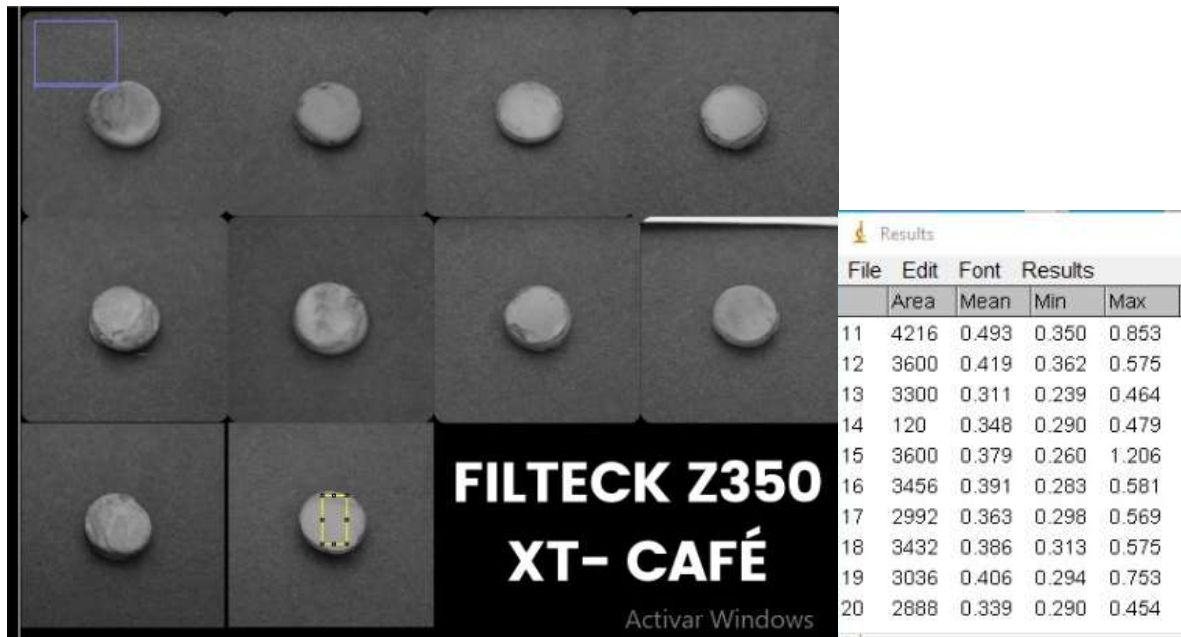 FILTECK Z350
XT- CAFÉ
Activar Windows
Results
File Edit Font Results
Area Mean Min Max
11 4216 0.493 0.350 0.853
12 3600 0.419 0.362 0.575
13 3300 0.311 0.239 0.464
14 120 0.348 0.290 0.479
15 3600 0.379 0.260 1.206
16 3456 0.391 0.283 0.581
17 2992 0.363 0.298 0.569
18 3432 0.386 0.313 0.575
19 3036 0.406 0.294 0.753
20 2888 0.339 0.290 0.454